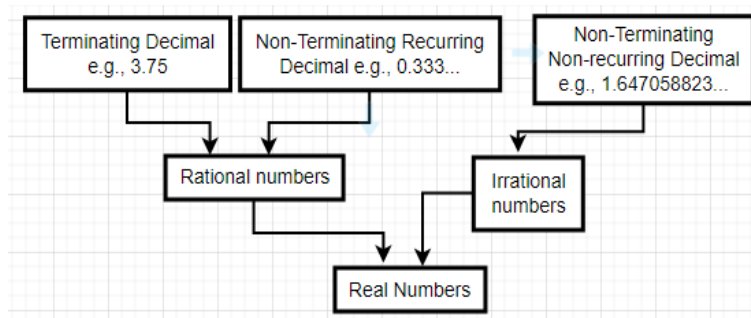 Terminating Decimal
e.g., 3.75
Non-Terminating Recurring
Decimal e.g., 0.333...
Non-Terminating
Non-recurring Decimal
e.g., 1.647058823...
Rational numbers
Irrational
numbers
Real Numbers